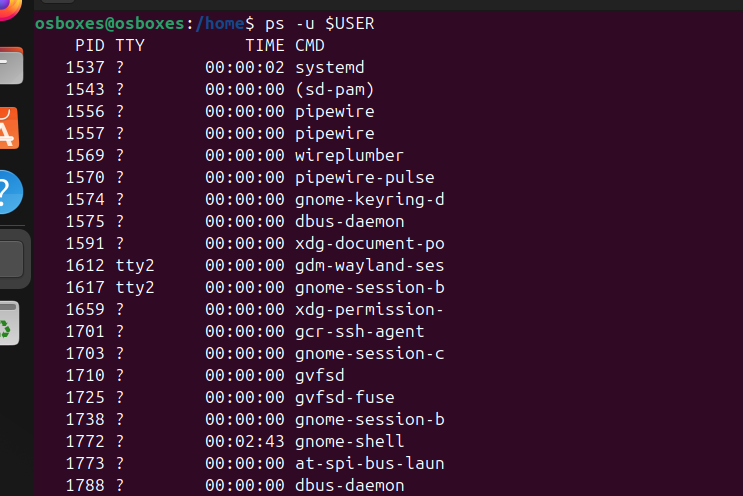 osboxes@osboxes:/home$ ps -u $USER
PID TTY TIME CMD
1537 ? 00:00:02 systemd
1543 ? 00:00:00 (sd-pam)
1556 ? 00:00:00 pipewire
1557 ? 00:00:00 pipewire
1569 ? 00:00:00 wireplumber
1570 ? 00:00:00 pipewire-pulse
1574 ? 00:00:00 gnome-keyring-d
1575 ? 00:00:00 dbus-daemon
1591 ? 00:00:00 xdg-document-po
1612 tty2 00:00:00 gdm-wayland-ses
1617 tty2 00:00:00 gnome-session-b
1659 ? 00:00:00 xdg-permission-
1701 ? 00:00:00 gcr-ssh-agent
1703 ? 00:00:00 gnome-session-c
1710 ? 00:00:00 gvfsd
1725 ? 00:00:00 gvfsd-fuse
1738 ? 00:00:00 gnome-session-b
1772 ? 00:02:43 gnome-shell
1773 ? 00:00:00 at-spi-bus-laun
1788 ? 00:00:00 dbus-daemon